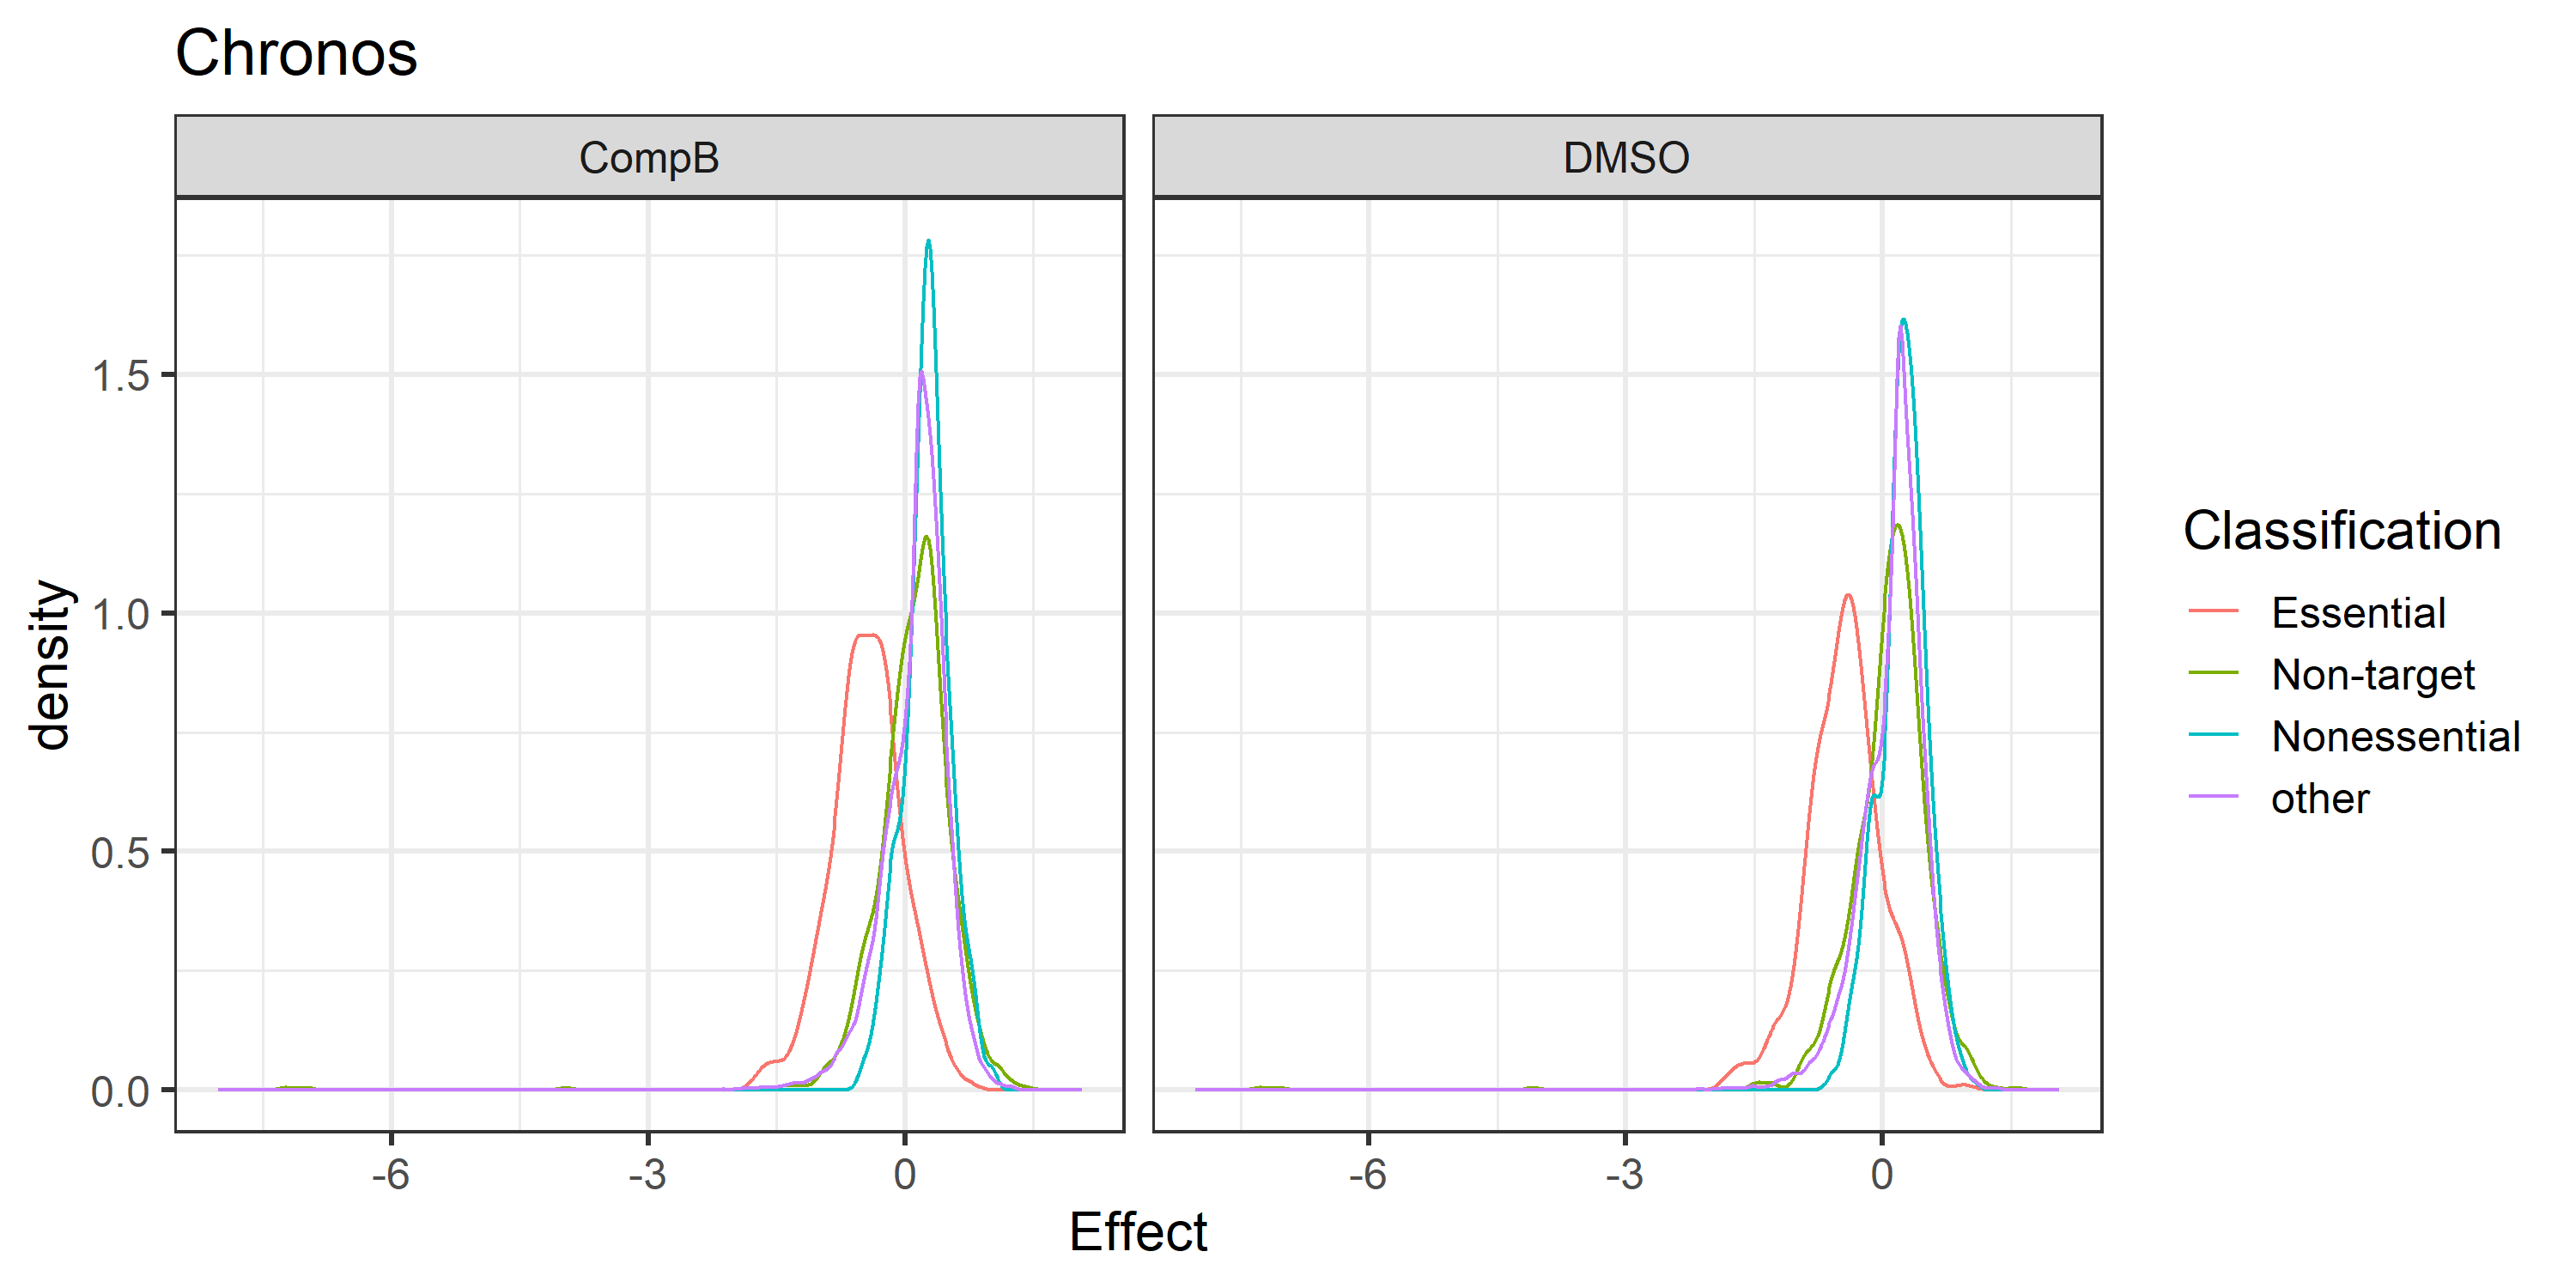 Chronos
CompB
DMSO
density
1.5
1.0
0.5
0.0
-6
-3
0
-6
-3
0
Effect
Classification
Essential
Non-target
Nonessential
other